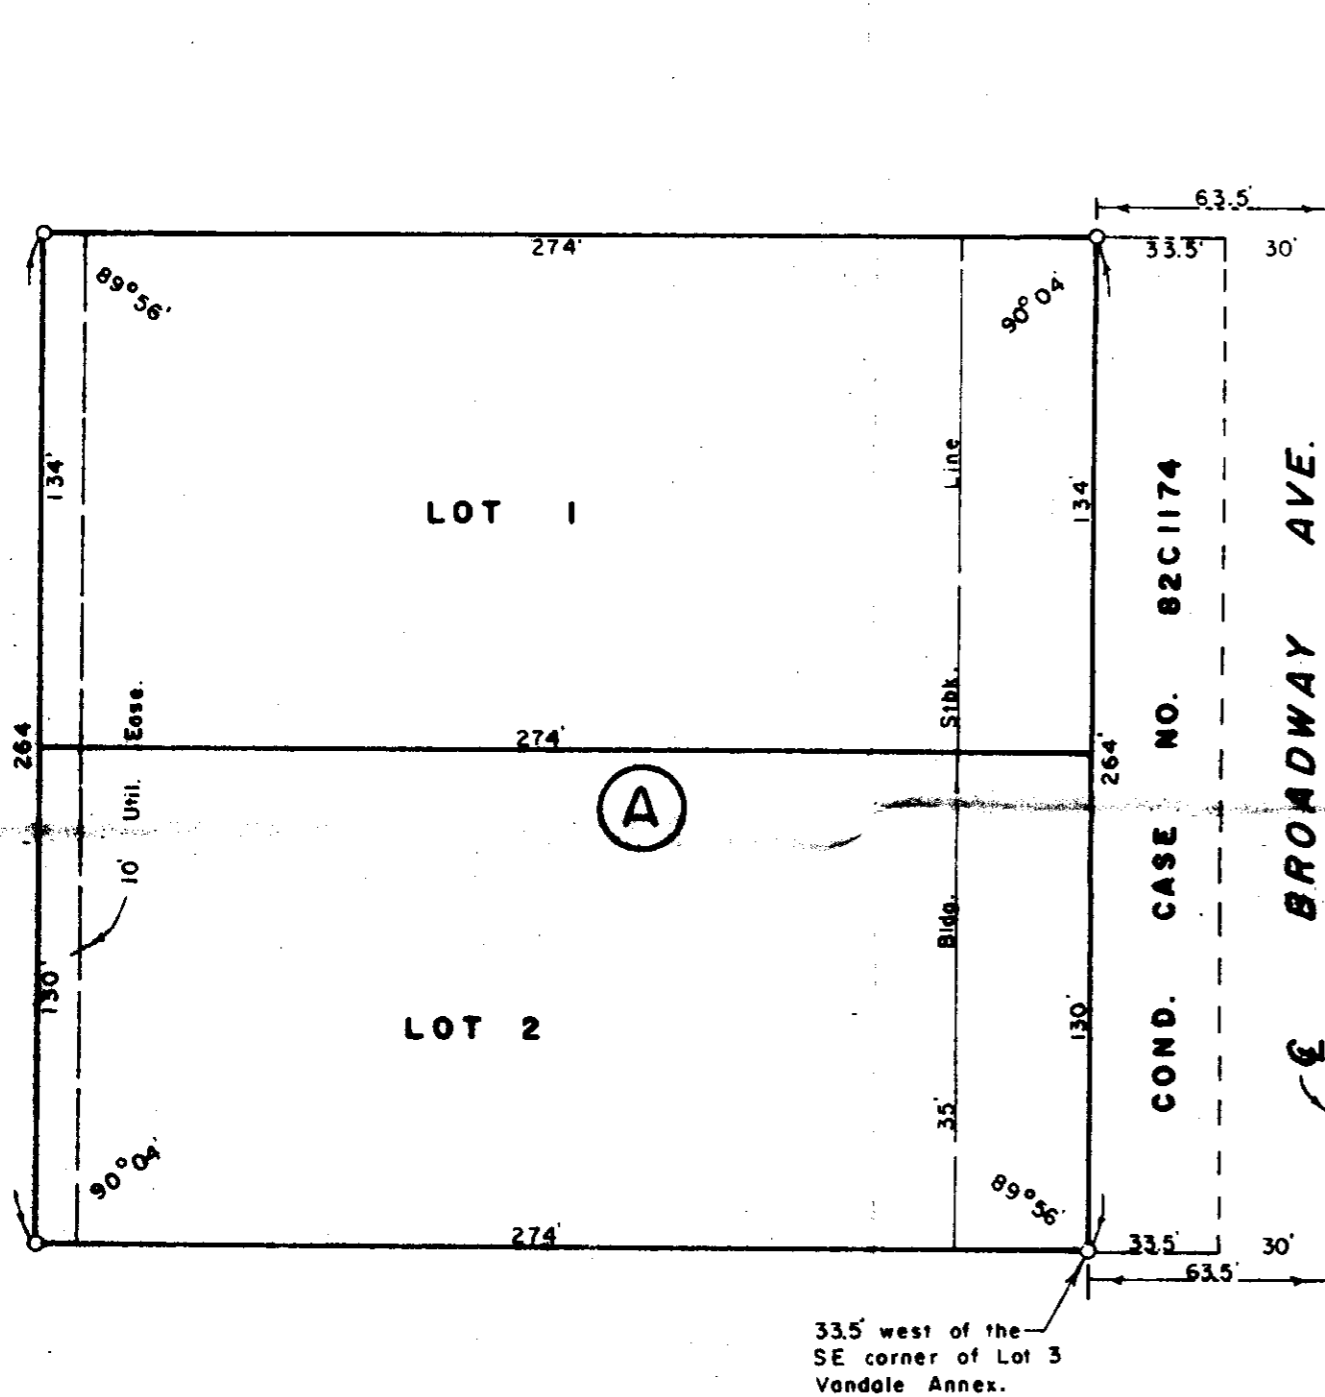 63.5'
274'
33.5'
30'
89°56'
90°04'
134'
Line
134'
LOT 1
COND. CASE NO. 82C1174
BROADWAY AVE.
264'
Ease.
10' Util.
274'
Stbk.
264'
A
Bldg.
35'
130'
130'
LOT 2
90°04'
89°56'
274'
33.5'
30'
63.5'
33.5' west of the
SE corner of Lot 3
Vandale Annex.